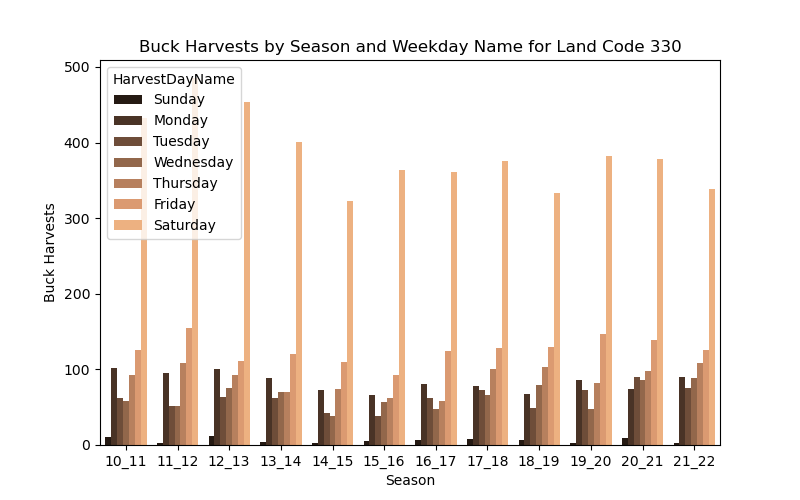 Buck Harvests by Season and Weekday Name for Land Code 330
500
400
300
200
100
0
Buck Harvests
HarvestDayName
Sunday
Monday
Tuesday
Wednesday
Thursday
Friday
Saturday
10_11 11_12 12_13 13_14 14_15 15_16 16_17 17_18 18_19 19_20 20_21 21_22
Season